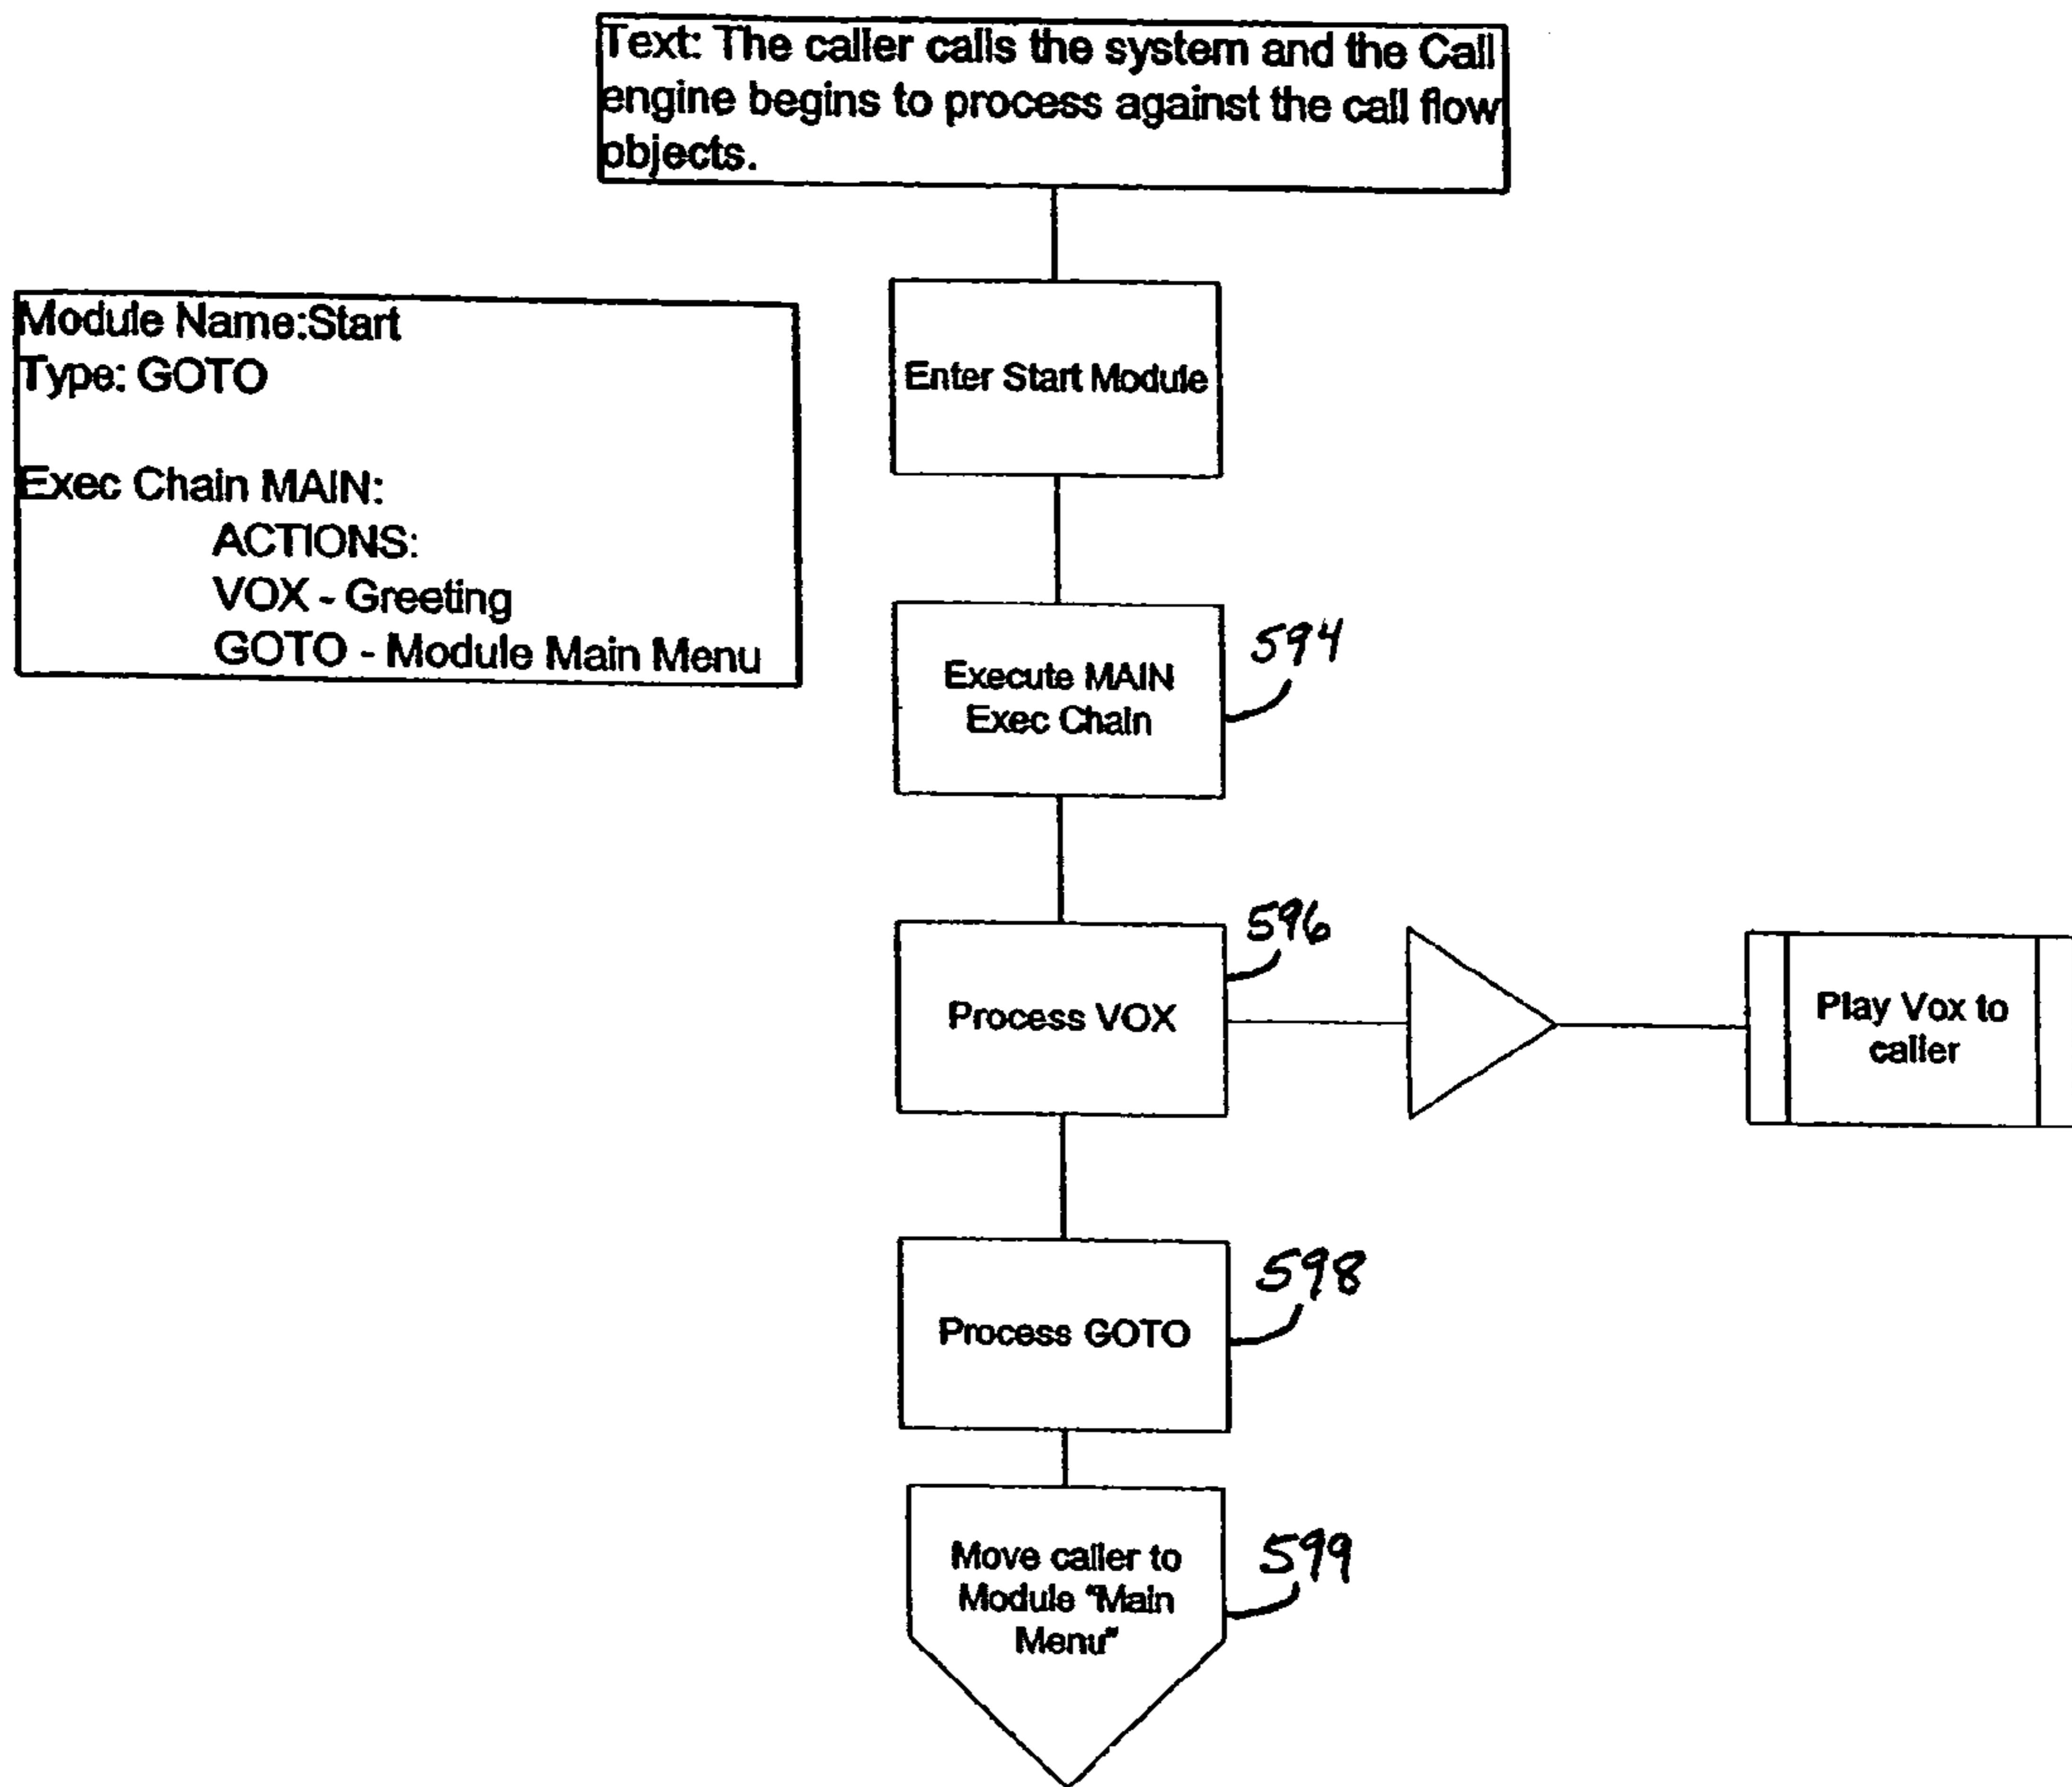 Text: The caller calls the system and the Call
engine begins to process against the call flow
objects.
Module Name:Start
Type: GOTO
Exec Chain MAIN:
ACTIONS:
VOX - Greeting
GOTO - Module Main Menu
Enter Start Module
Execute MAIN
Exec Chain
594
Process VOX
596
Play Vox to
caller
Process GOTO
598
Move caller to
Module "Main
Menu"
599